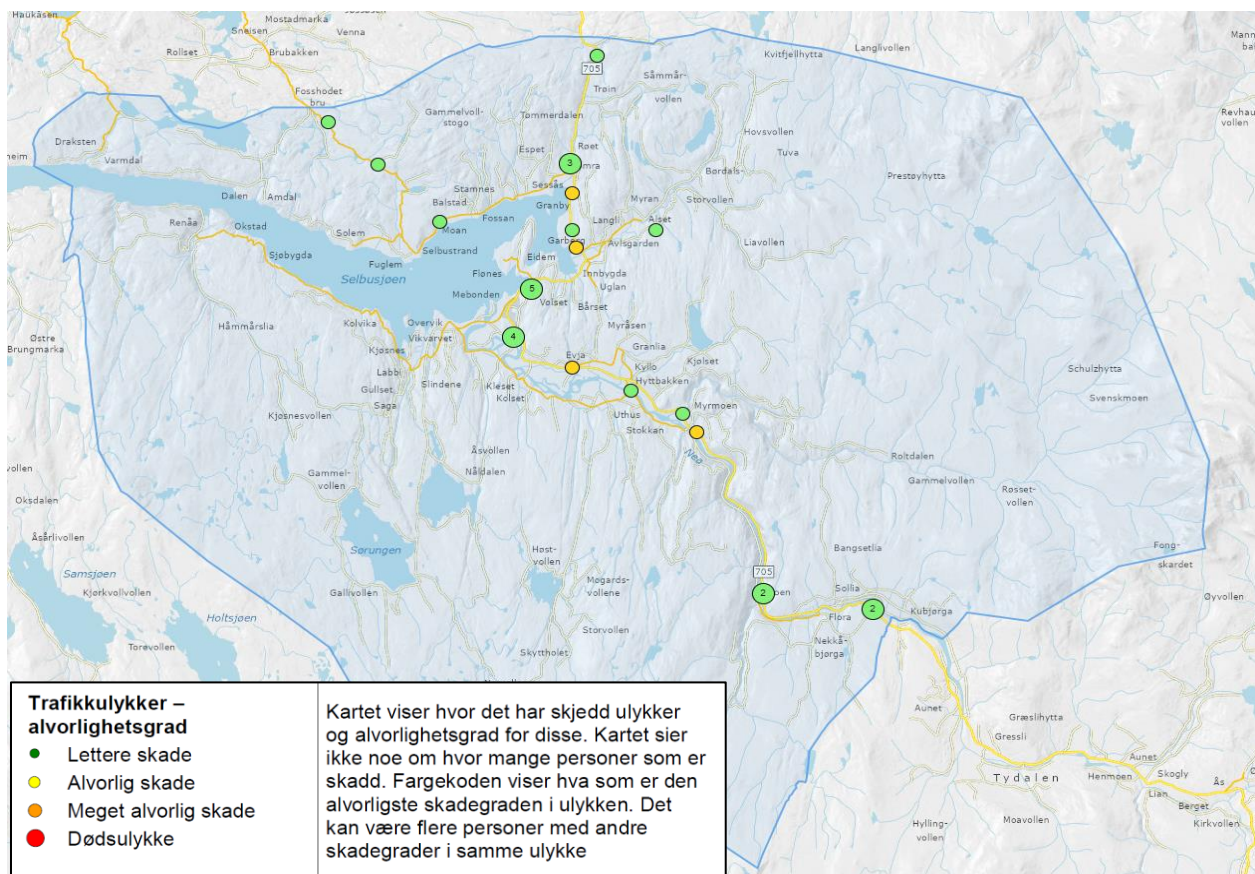 Haukåsen
Mostadmarka
Sneisen
Venna
Rollset
Brubakken
Langlivollen
Kvitfjellhytta
705
Trøin
Såmmår-
vollen
Fosshodet
bru
Gammelvoll-
stogo
Tømmerdalen
Hovsvollen
Draksten
Espet
Røet
Tuva
Varmdal
3
Sessås
Bordals-
Prestøyhytta
Dalen
Amdal
Stamnes
Balstad
Granby
Myran
Storvollen
Renåa
Okstad
Fossan
Langli
Alset
Moan
Solem
Garberg
Avlsgarden
Liavollen
Sjøbygda
Selbustrand
Eidem
Fuglem
Flønes
Innbygda
Selbusjøen
Uglan
Mebonden
5
Volset
Bårset
Håmmårslia
Kolvika
Overvik
Vikvarvet
4
Myråsen
Østre
Brungmarka
Kjøsnes
Evja
Granlia
Kjølset
Labbi
Kyllo
Schulzhytta
Gullset
Slindene
Kleset
Hyttbakken
Kolset
Svenskmoen
Saga
Kjøsnesvollen
Uthus
Myrmoen
Stokkan
Åsvollen
Nea
Roltdalen
Gammel-
vollen
Nåldalen
Gammelvollen
Røsset-
vollen
Oksdalen
Åsårlivollen
Sørungen
Høst-
vollen
Bangsetlia
Fong-
skardet
Samsjøen
705
Møgards-
vollene
Kjørkvollvollen
Gallivollen
2
Sollia
Øyvollen
Holtsjøen
2
Kubjørga
Flora
Storvollen
Nekkå-
bjørga
Torøvollen
Skyttholet
Aunet
Græslihytta
Gressli
Aunet
Tydalen
Henmoen
Skogly
Ås
Lian
Berget
Moavollen
Kirkvollen
Hylling-
vollen
Trafikkulykker –
alvorlighetsgrad
Lettere skade
Alvorlig skade
Meget alvorlig skade
Dødsulykke
Kartet viser hvor det har skjedd ulykker
og alvorlighetsgrad for disse. Kartet sier
ikke noe om hvor mange personer som er
skadd. Fargekoden viser hva som er den
alvorligste skadegraden i ulykken. Det
kan være flere personer med andre
skadegrader i samme ulykke